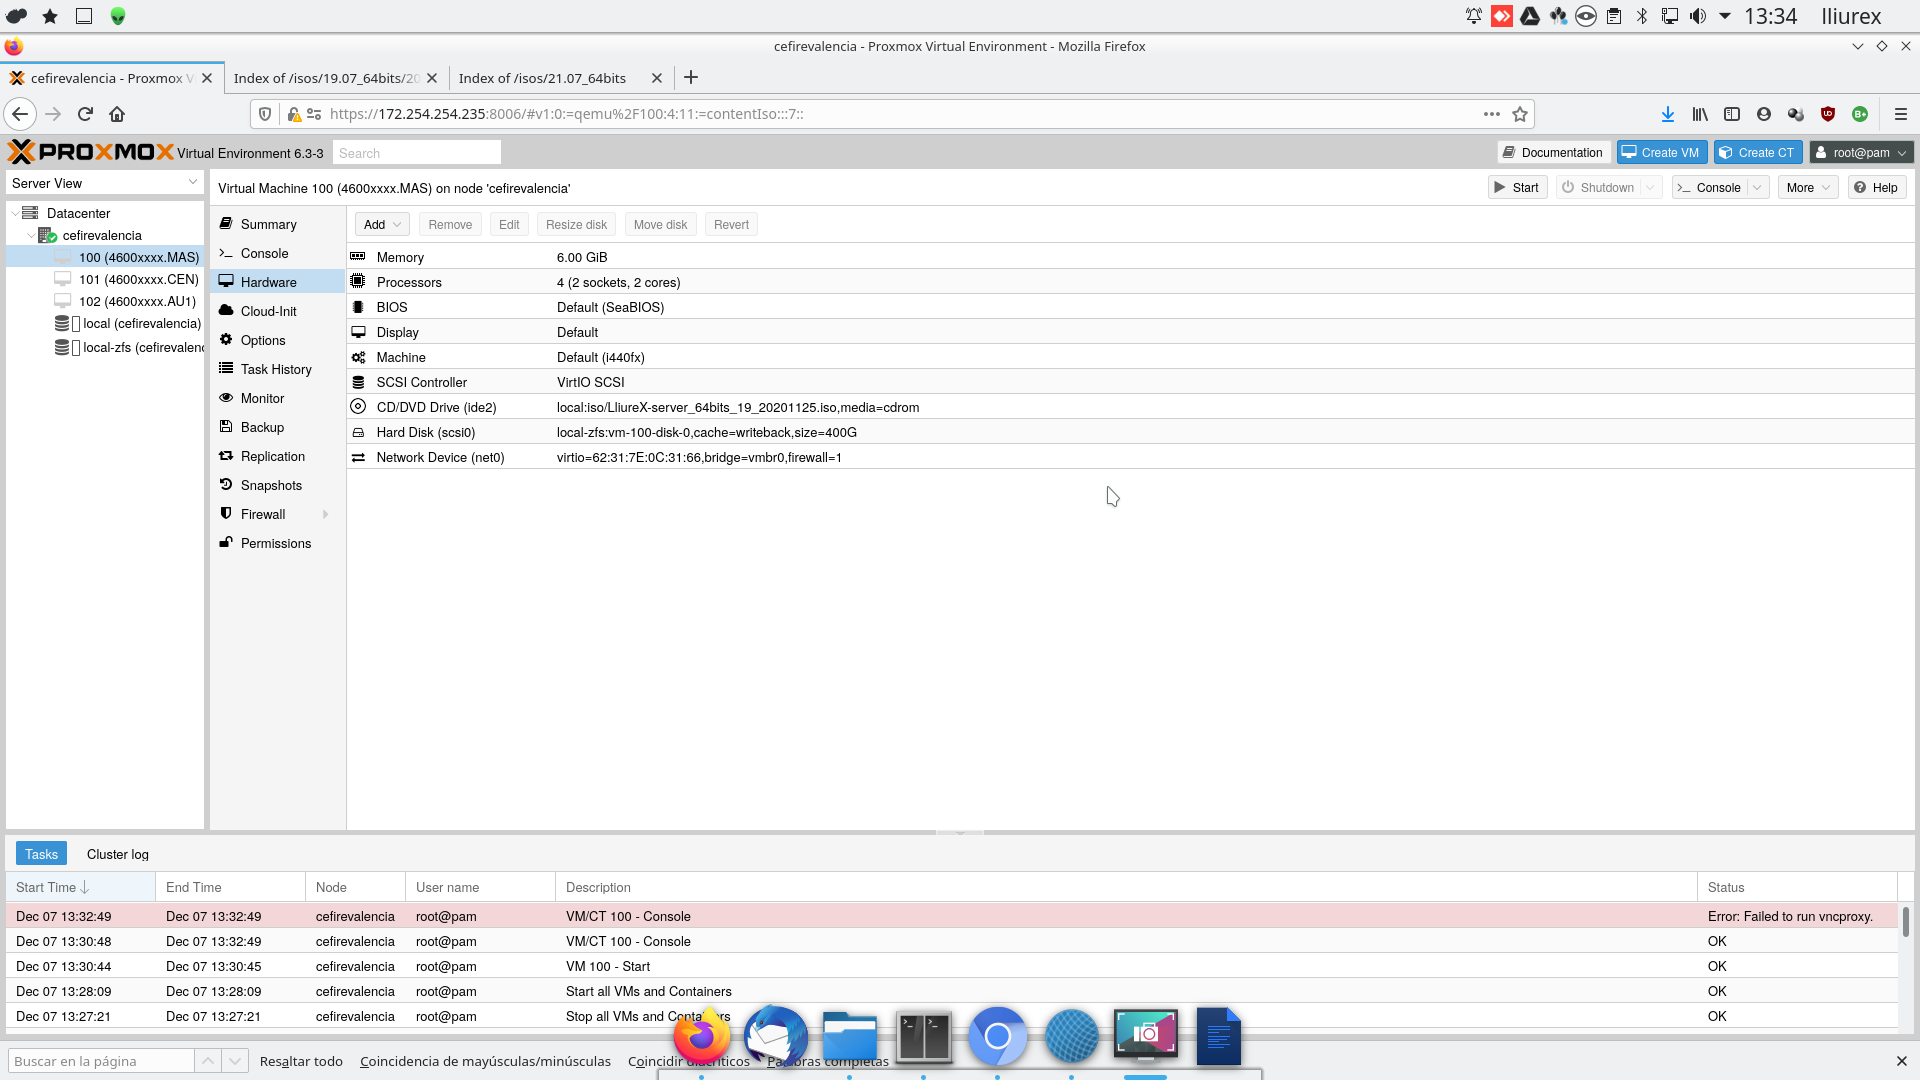 13:34 lliurex
cefirevalencia - Proxmox Virtual Environment - Mozilla Firefox
cefirevalencia - Proxmox V Index of /isos/19.07_64bits/20 Index of /isos/21.07_64bits
https://172.254.254.235:8006/#v1:0:=qemu%2F100:4:11:=contentIso:::7::
PROXMOX Virtual Environment 6.3-3 Search Documentation Create VM Create CT root@pam
Server View
Virtual Machine 100 (4600xxxx.MAS) on node 'cefirevalencia' Start Shutdown Console More Help
Datacenter
cefirevalencia
100 (4600xxxx.MAS)
101 (4600xxxx.CEN)
102 (4600xxxx.AU1)
local (cefirevalencia)
local-zfs (cefirevalenc
Summary
Console
Hardware
Cloud-Init
Options
Task History
Monitor
Backup
Replication
Snapshots
Firewall
Permissions
Add Remove Edit Resize disk Move disk Revert
Memory 6.00 GiB
Processors 4 (2 sockets, 2 cores)
BIOS Default (SeaBIOS)
Display Default
Machine Default (i440fx)
SCSI Controller VirtIO SCSI
CD/DVD Drive (ide2) local:iso/LliureX-server_64bits_19_20201125.iso,media=cdrom
Hard Disk (scsi0) local-zfs:vm-100-disk-0,cache=writeback,size=400G
Network Device (net0) virtio=62:31:7E:0C:31:66,bridge=vmbr0,firewall=1
Tasks Cluster log
Start Time End Time Node User name Description Status
Dec 07 13:32:49 Dec 07 13:32:49 cefirevalencia root@pam VM/CT 100 - Console Error: Failed to run vncproxy.
Dec 07 13:30:48 Dec 07 13:32:49 cefirevalencia root@pam VM/CT 100 - Console OK
Dec 07 13:30:44 Dec 07 13:30:45 cefirevalencia root@pam VM 100 - Start OK
Dec 07 13:28:09 Dec 07 13:28:09 cefirevalencia root@pam Start all VMs and Containers OK
Dec 07 13:27:21 Dec 07 13:27:21 cefirevalencia root@pam Stop all VMs and Containers OK
Buscar en la página Resaltar todo Coincidencia de mayúsculas/minúsculas Coincidir diacríticos Palabras completas